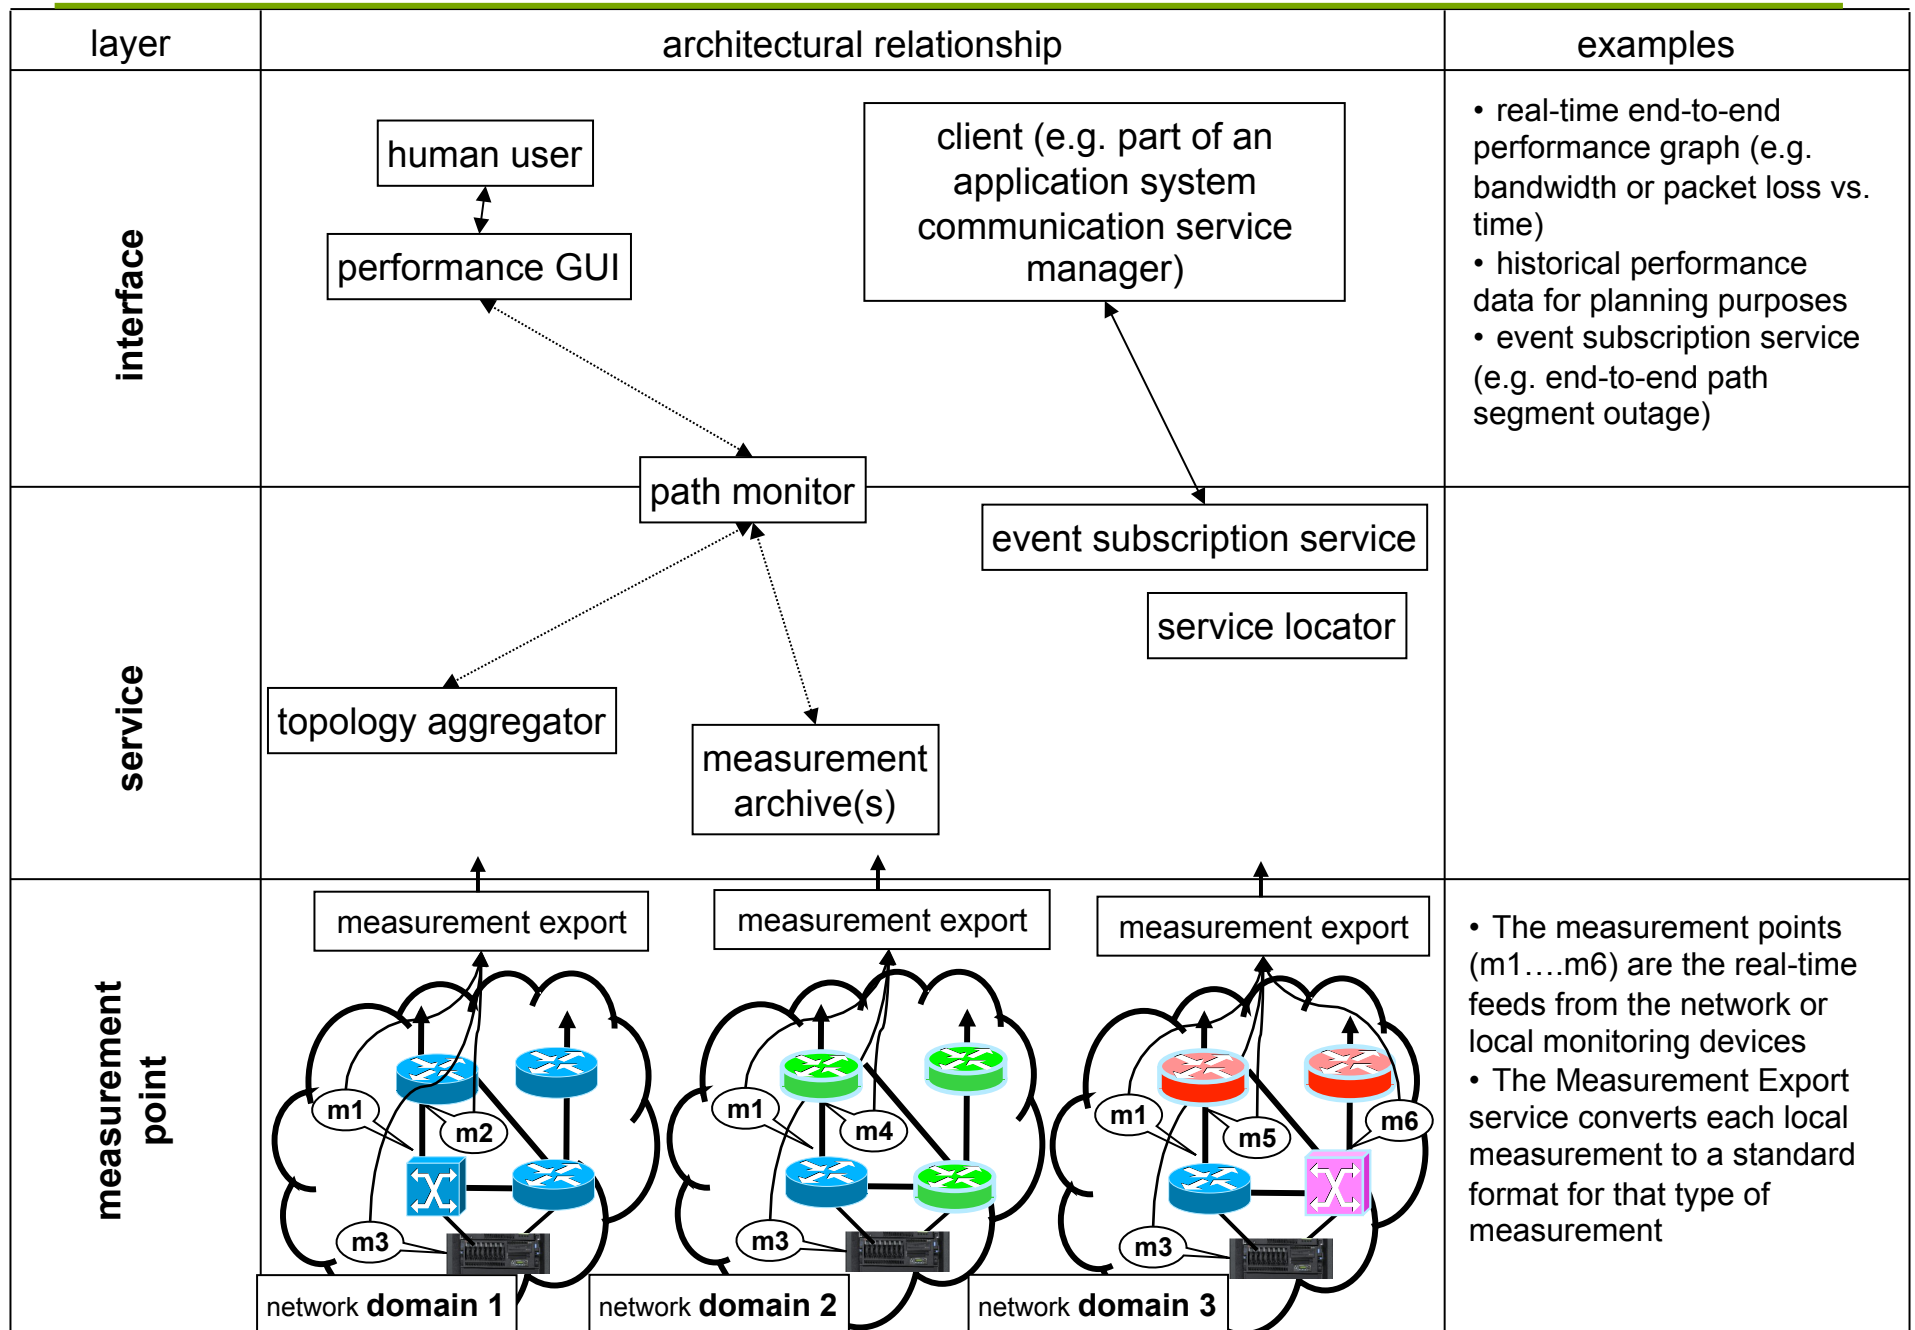 layer
architectural relationship
examples
interface
human user
performance GUI
client (e.g. part of an
application system
communication service
manager)
• real-time end-to-end
performance graph (e.g.
bandwidth or packet loss vs.
time)
• historical performance
data for planning purposes
• event subscription service
(e.g. end-to-end path
segment outage)
path monitor
service
event subscription service
service locator
topology aggregator
measurement
archive(s)
measurement
point
measurement export
measurement export
measurement export
m1
m2
m3
network domain 1
m1
m4
m3
network domain 2
m1
m5
m6
m3
network domain 3
• The measurement points
(m1….m6) are the real-time
feeds from the network or
local monitoring devices
• The Measurement Export
service converts each local
measurement to a standard
format for that type of
measurement